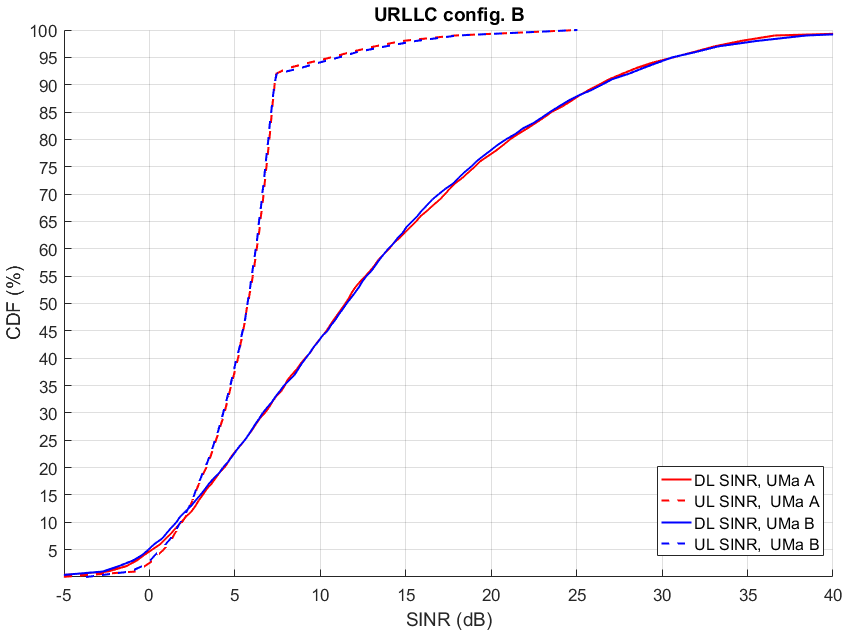 URLLC config. B
100
95
90
85
80
75
70
65
60
55
50
45
40
35
30
25
20
15
10
5
CDF (%)
-5 0 5 10 15 20 25 30 35 40
SINR (dB)
DL SINR, UMa A
UL SINR, UMa A
DL SINR, UMa B
UL SINR, UMa B